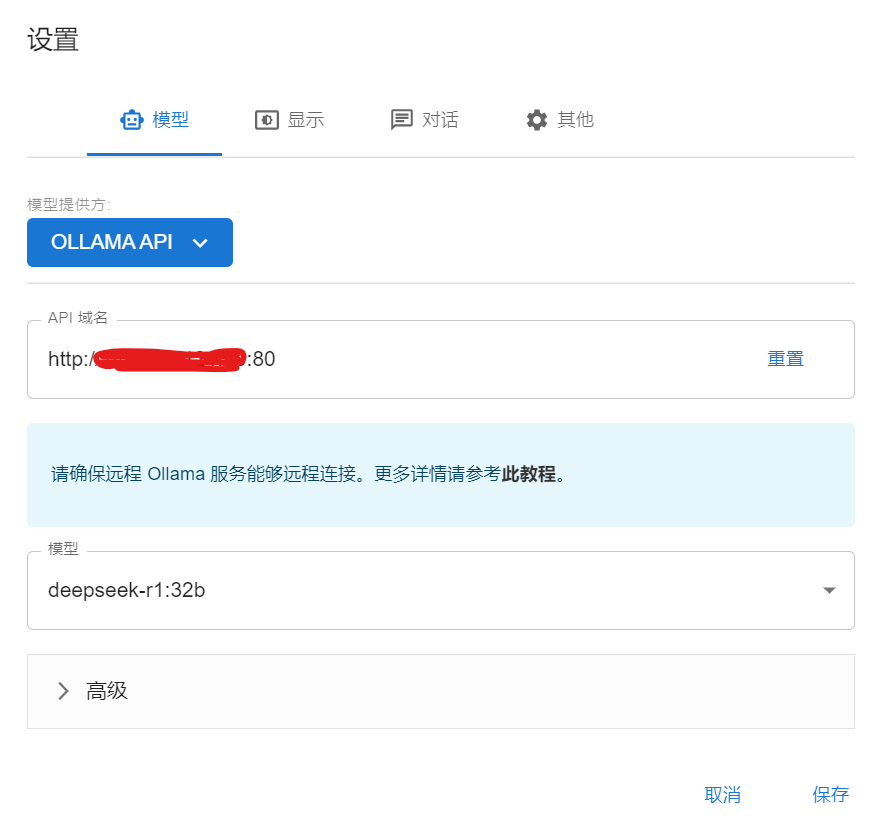 设置
模型 显示 对话 其他
模型提供方:
OLLAMA API
API 域名
http:/ :80 重置
请确保远程 Ollama 服务能够远程连接。更多详情请参考此教程。
模型
deepseek-r1:32b
高级
取消 保存